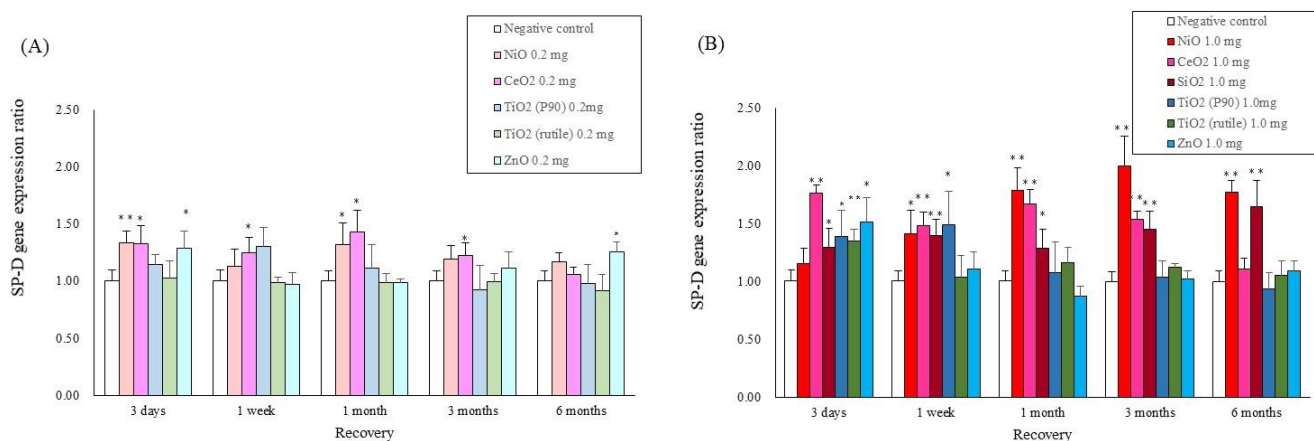 (A)
Negative control
NiO 0.2 mg
CeO2 0.2 mg
TiO2 (P90) 0.2mg
TiO2 (rutile) 0.2 mg
ZnO 0.2 mg
SP-D gene expression ratio
2.50
2.00
1.50
1.00
0.50
0.00
* *
*
*
*
*
*
*
*
3 days
1 week
1 month
3 months
6 months
Recovery
(B)
Negative control
NiO 1.0 mg
CeO2 1.0 mg
SiO2 1.0 mg
TiO2 (P90) 1.0mg
TiO2 (rutile) 1.0 mg
ZnO 1.0 mg
SP-D gene expression ratio
2.50
2.00
1.50
1.00
0.50
0.00
* *
*
*
* *
*
*
* *
* *
*
* *
* *
*
* *
* *
* *
* *
* *
3 days
1 week
1 month
3 months
6 months
Recovery